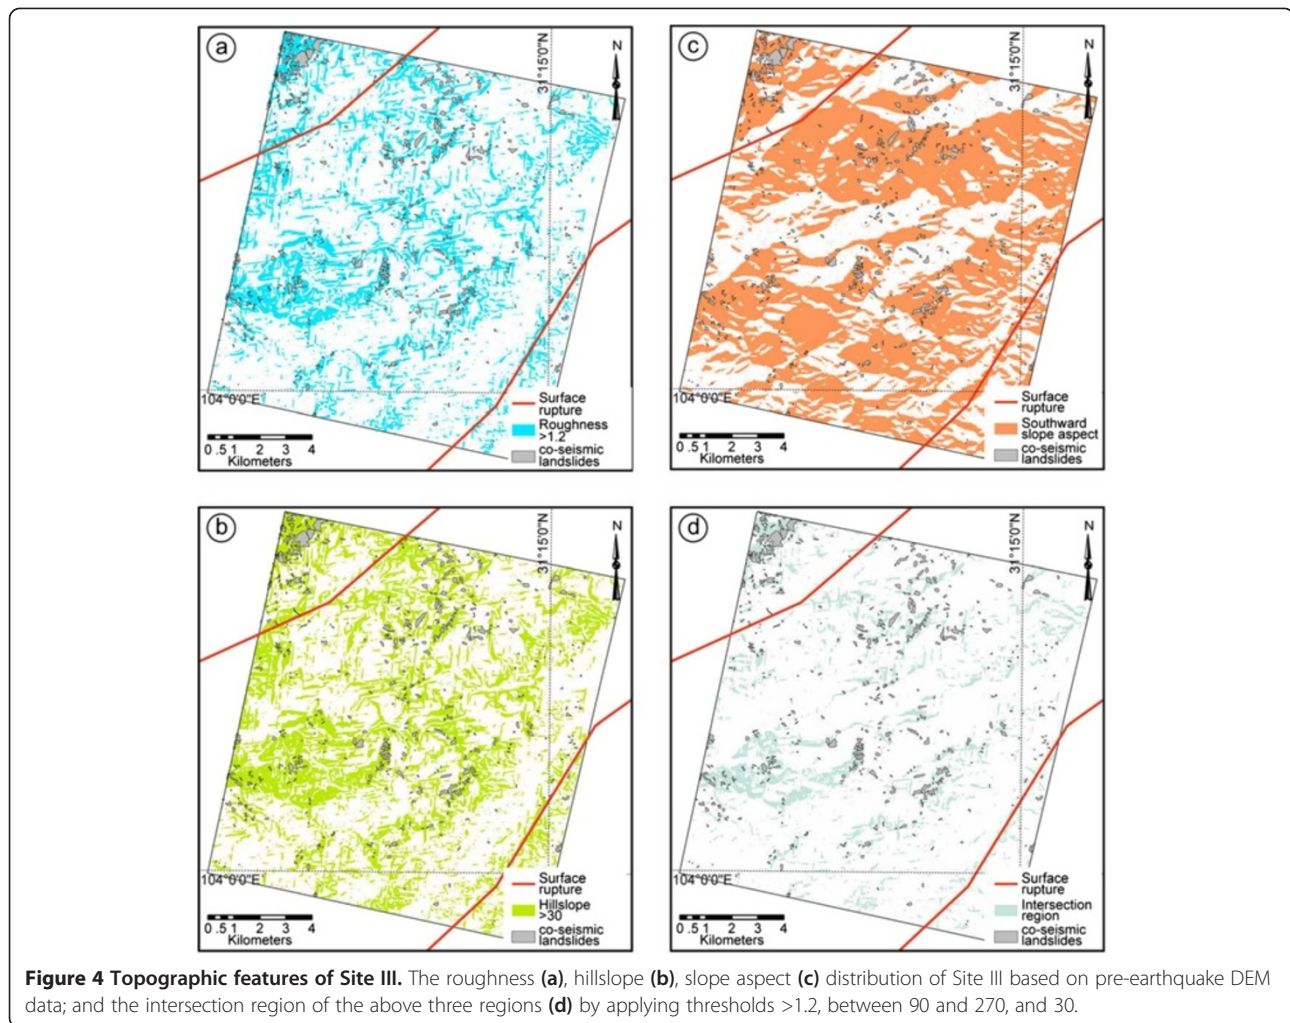 a
N
31°15'0"N
104°0'0"E
0 .5 1 2 3 4
Kilometers
Surface
rupture
Roughness
>1.2
co-seismic
landslides
c
N
31°15'0"N
104°0'0"E
0 .5 1 2 3 4
Kilometers
Surface
rupture
Southward
slope aspect
co-seismic
landslides
b
N
31°15'0"N
104°0'0"E
0 .5 1 2 3 4
Kilometers
Surface
rupture
Hillslope
>30
co-seismic
landslides
d
N
31°15'0"N
104°0'0"E
0 .5 1 2 3 4
Kilometers
Surface
rupture
Intersection
region
co-seismic
landslides
Figure 4 Topographic features of Site III. The roughness (a), hillslope (b), slope aspect (c) distribution of Site III based on pre-earthquake DEM
data; and the intersection region of the above three regions (d) by applying thresholds >1.2, between 90 and 270, and 30.